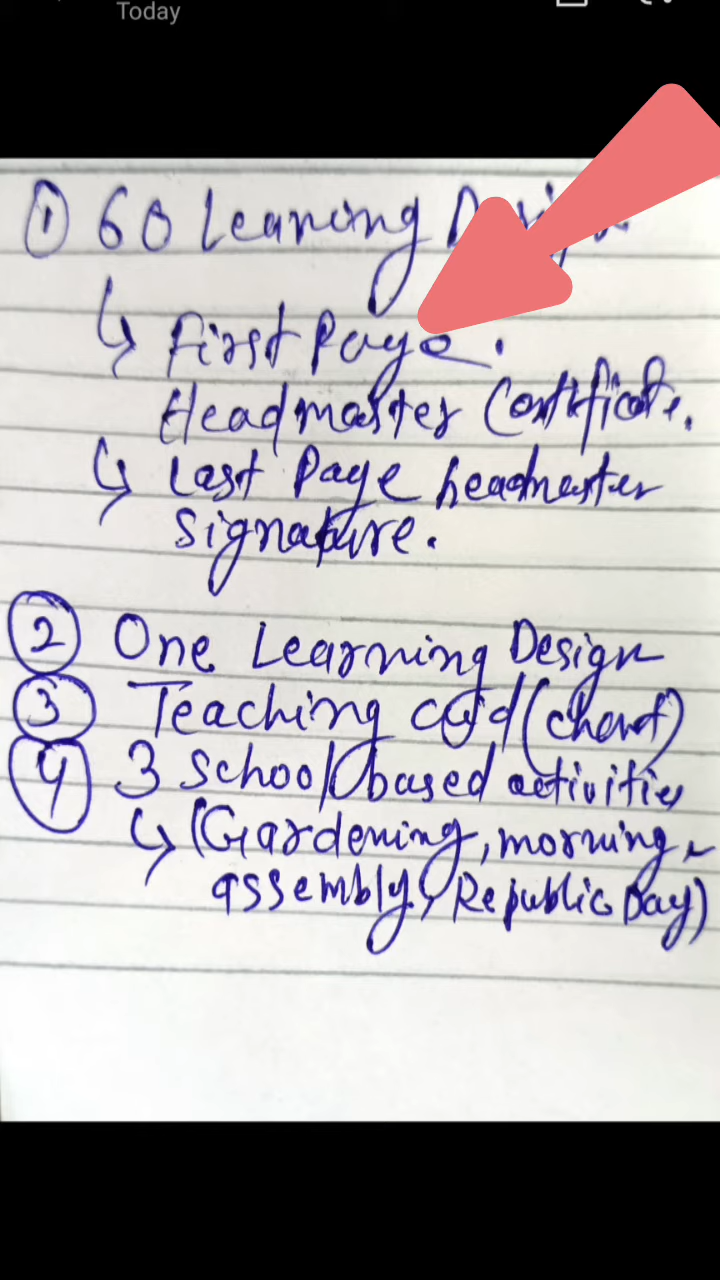 Today
① 60 Learning
↳ First Page.
Headmaster Certificate.
↳ Last Page headmaster
signature.
② One Learning Design
③ Teaching card (chart)
④ 3 school based activities
↳ (Gardening, morning
assembly, Republic Day)